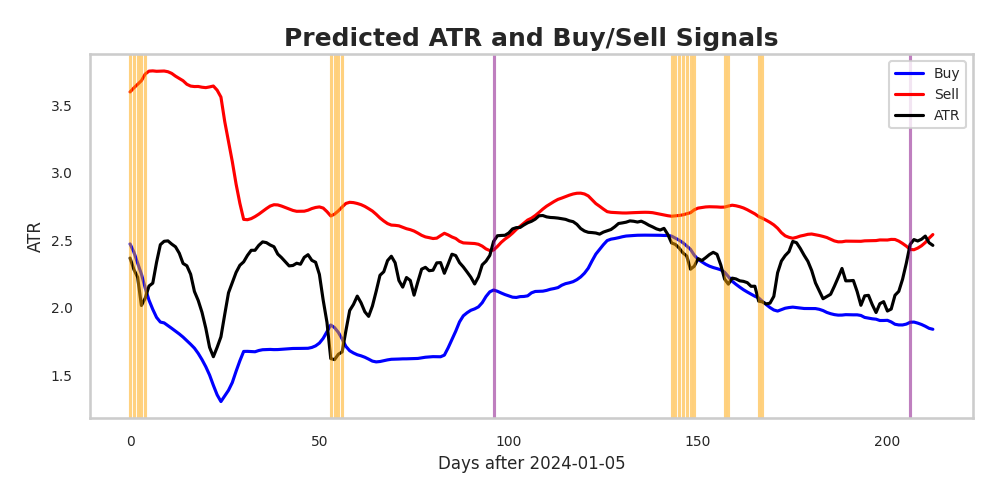 Predicted ATR and Buy/Sell Signals
Buy
Sell
ATR
3.5
3.0
2.5
2.0
1.5
ATR
0 50 100 150 200
Days after 2024-01-05